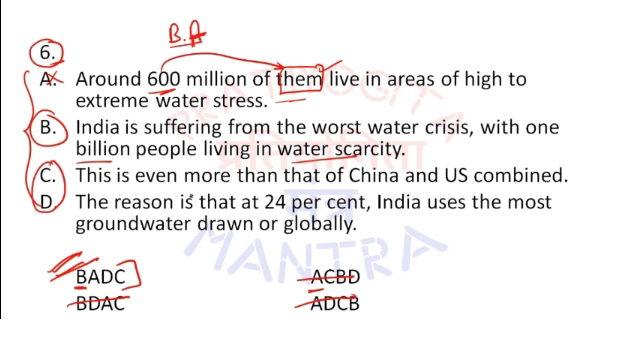 B.A
6.
A. Around 600 million of them live in areas of high to
extreme water stress.
B. India is suffering from the worst water crisis, with one
billion people living in water scarcity.
C. This is even more than that of China and US combined.
D. The reason is that at 24 per cent, India uses the most
groundwater drawn or globally.
PRATIYOGITA
प्रतियोगिता
मंत्र
MANTRA
BADC ACBD
BDAC ADCB